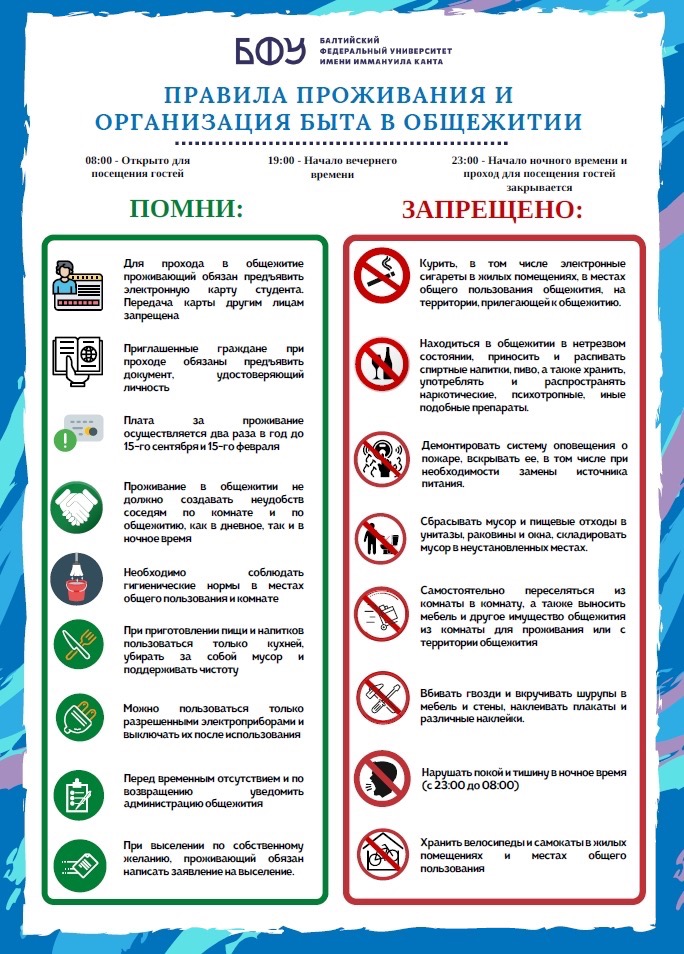 БФУ
БАЛТИЙСКИЙ
ФЕДЕРАЛЬНЫЙ УНИВЕРСИТЕТ
ИМЕНИ ИММАНУИЛА КАНТА
ПРАВИЛА ПРОЖИВАНИЯ И
ОРГАНИЗАЦИЯ БЫТА В ОБЩЕЖИТИИ
08:00 - Открыто для
посещения гостей
19:00 - Начало вечернего
времени
23:00 - Начало ночного времени и
проход для посещения гостей
закрывается
ПОМНИ:
Для прохода в общежитие
проживающий обязан предъявить
электронную карту студента.
Передача карты другим лицам
запрещена
Приглашенные граждане при
проходе обязаны предъявить
документ, удостоверяющий
личность
Плата за проживание
осуществляется два раза в год до
15-го сентября и 15-го февраля
Проживание в общежитии не
должно создавать неудобств
соседям по комнате и по
общежитию, как в дневное, так и в
ночное время
Необходимо соблюдать
гигиенические нормы в местах
общего пользования и комнате
При приготовлении пищи и напитков
пользоваться только кухней,
убирать за собой мусор и
поддерживать чистоту
Можно пользоваться только
разрешенными электроприборами и
выключать их после использования
Перед временным отсутствием и по
возвращению уведомить
администрацию общежития
При выселении по собственному
желанию, проживающий обязан
написать заявление на выселение.
ЗАПРЕЩЕНО:
Курить, в том числе электронные
сигареты в жилых помещениях, в местах
общего пользования общежития, на
территории, прилегающей к общежитию.
Находиться в общежитии в нетрезвом
состоянии, приносить и распивать
спиртные напитки, пиво, а также хранить,
употреблять и распространять
наркотические, психотропные, иные
подобные препараты.
Демонтировать систему оповещения о
пожаре, вскрывать ее, в том числе при
необходимости замены источника
питания.
Сбрасывать мусор и пищевые отходы в
унитазы, раковины и окна, складировать
мусор в неустановленных местах.
Самостоятельно переселяться из
комнаты в комнату, а также выносить
мебель и другое имущество общежития
из комнаты для проживания или с
территории общежития
Вбивать гвозди и вкручивать шурупы в
мебель и стены, наклеивать плакаты и
различные наклейки.
Нарушать покой и тишину в ночное время
(с 23:00 до 08:00)
Хранить велосипеды и самокаты в жилых
помещениях и местах общего
пользования